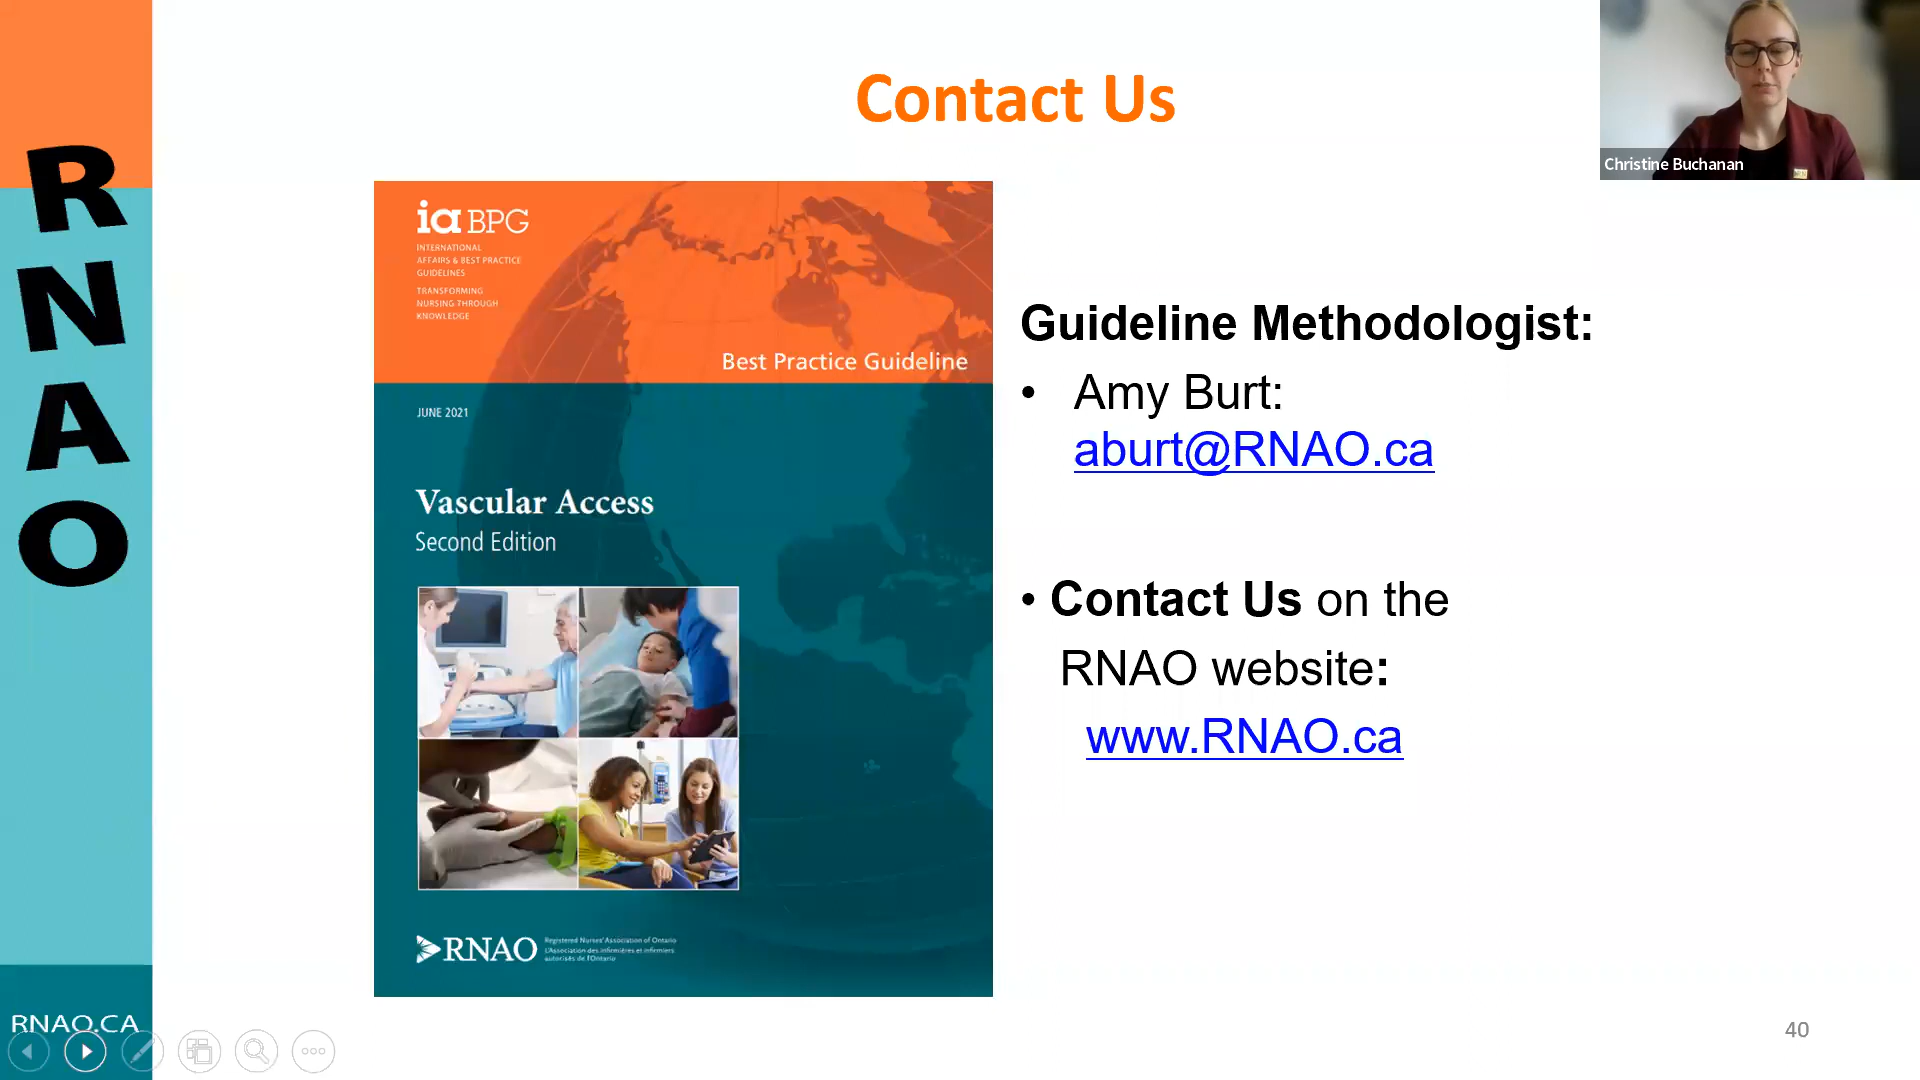 Contact Us
Christine Buchanan
R
N
A
O
ia BPG
INTERNATIONAL
AFFAIRS & BEST PRACTICE
GUIDELINES
TRANSFORMING
NURSING THROUGH
KNOWLEDGE
Best Practice Guideline
JUNE 2021
Vascular Access
Second Edition
RNAO
Registered Nurses' Association of Ontario
L'Association des infirmières et infirmiers
autorisés de l'Ontario
Guideline Methodologist:
• Amy Burt:
aburt@RNAO.ca
• Contact Us on the
RNAO website:
www.RNAO.ca
RNAO.CA
40